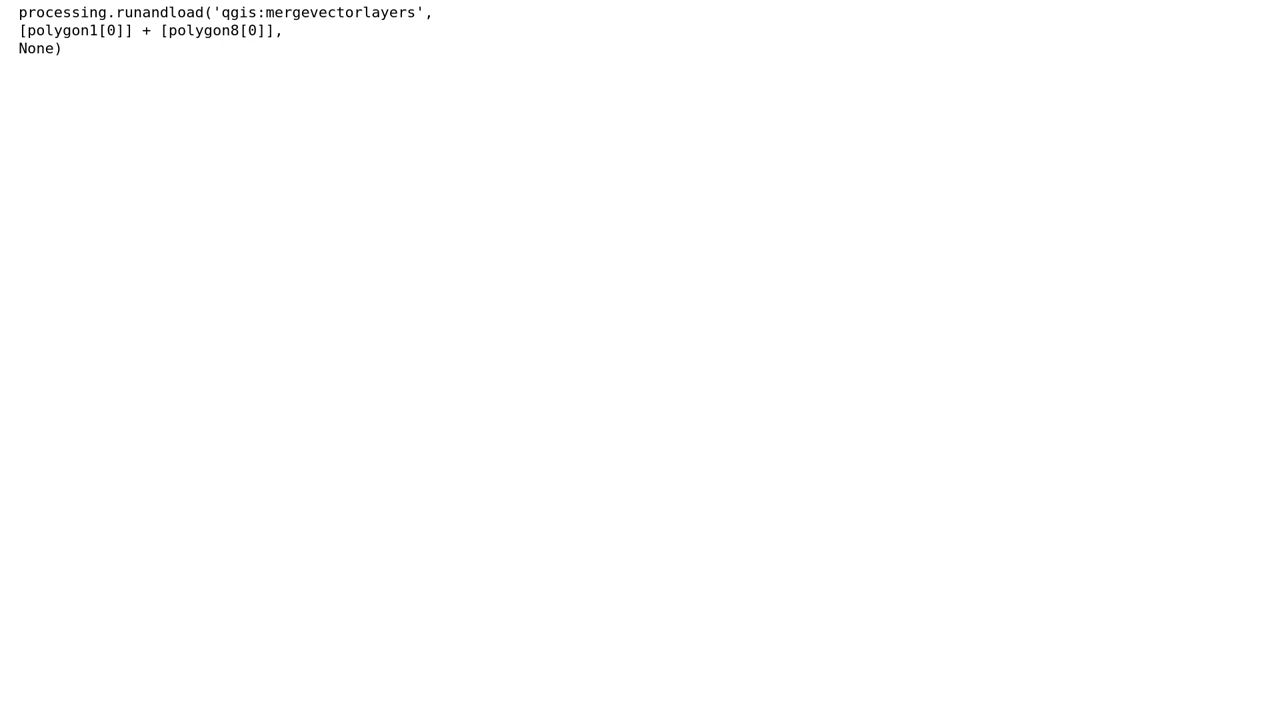 processing.runandload('qgis:mergevectorlayers',
[polygon1[0]] + [polygon8[0]],
None)